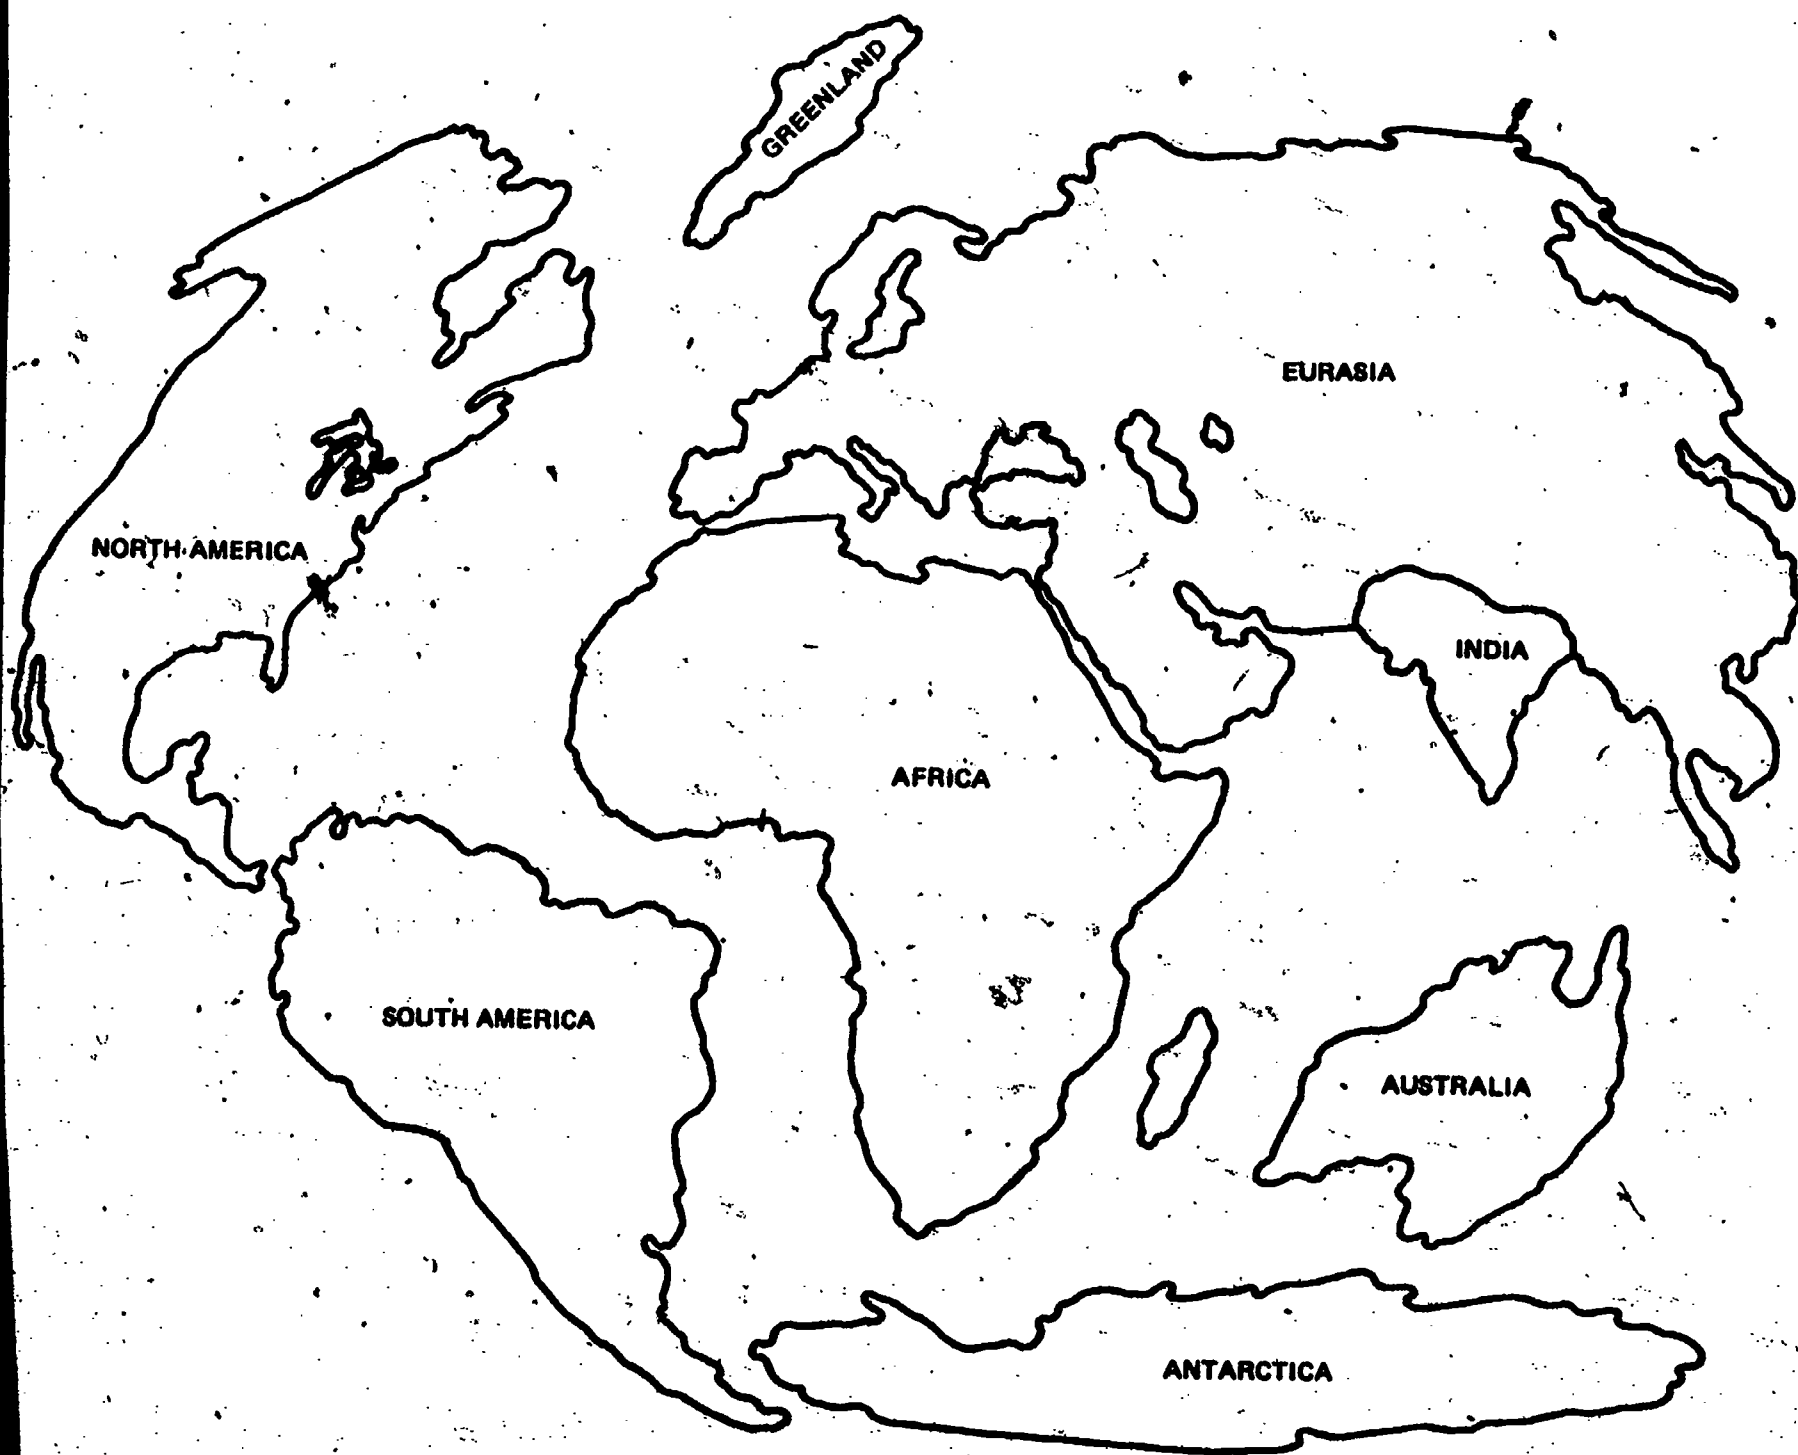 GREENLAND
EURASIA
NORTH AMERICA
INDIA
AFRICA
SOUTH AMERICA
AUSTRALIA
ANTARCTICA